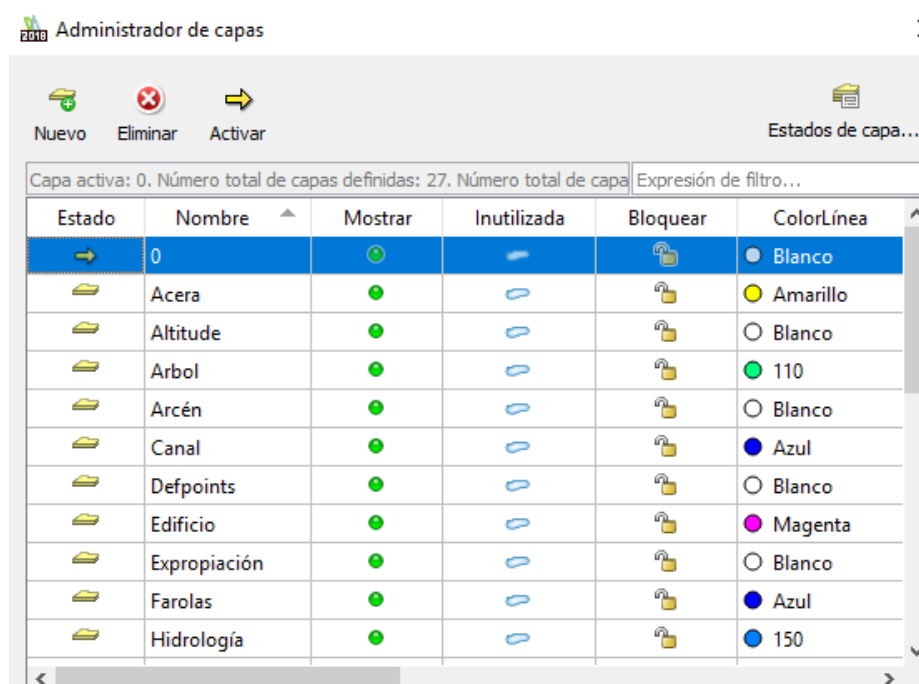 2018 Administrador de capas
Nuevo Eliminar Activar Estados de capa...
Capa activa: 0. Número total de capas definidas: 27. Número total de capa Expresión de filtro...
Estado Nombre Mostrar Inutilizada Bloquear ColorLínea
0 Blanco
Acera Amarillo
Altitude Blanco
Arbol 110
Arcén Blanco
Canal Azul
Defpoints Blanco
Edificio Magenta
Expropiación Blanco
Farolas Azul
Hidrología 150